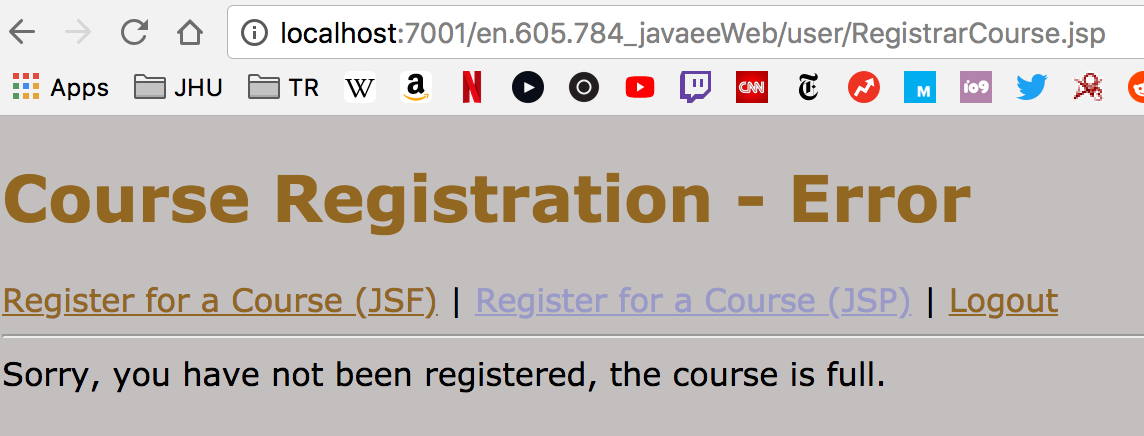 localhost:7001/en.605.784_javaeeWeb/user/RegistrarCourse.jsp
Apps JHU TR W a N CNN T M io9
Course Registration - Error
Register for a Course (JSF) | Register for a Course (JSP) | Logout
Sorry, you have not been registered, the course is full.